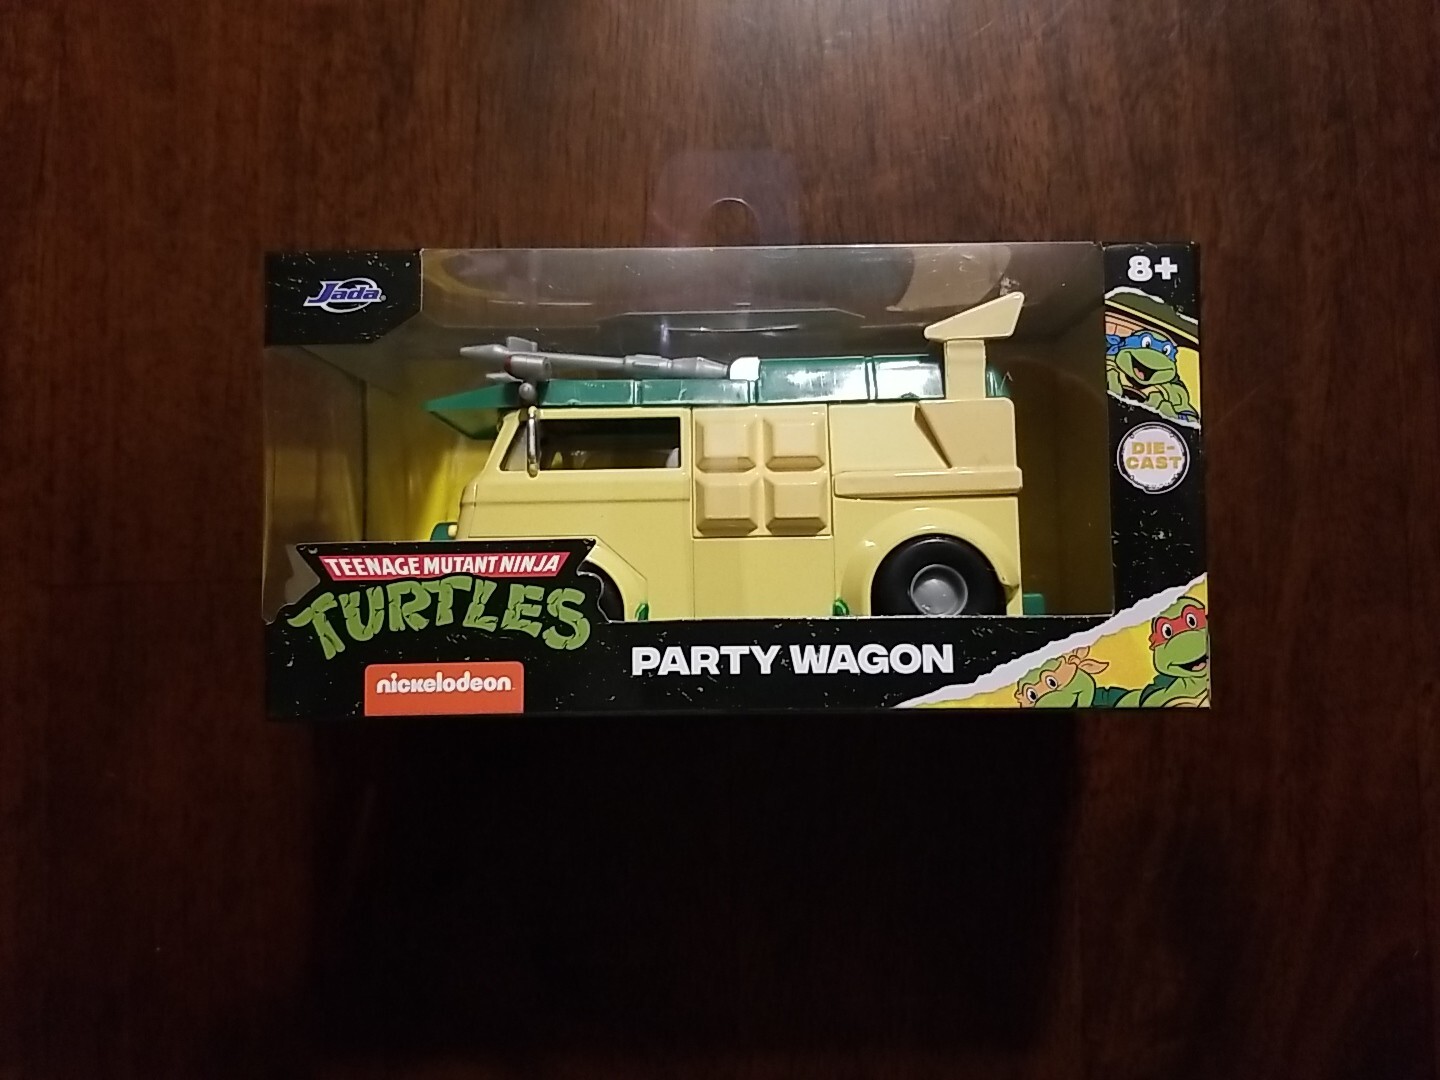 Jada
8+
DIE-
CAST
TEENAGE MUTANT NINJA
TURTLES
PARTY WAGON
nickelodeon